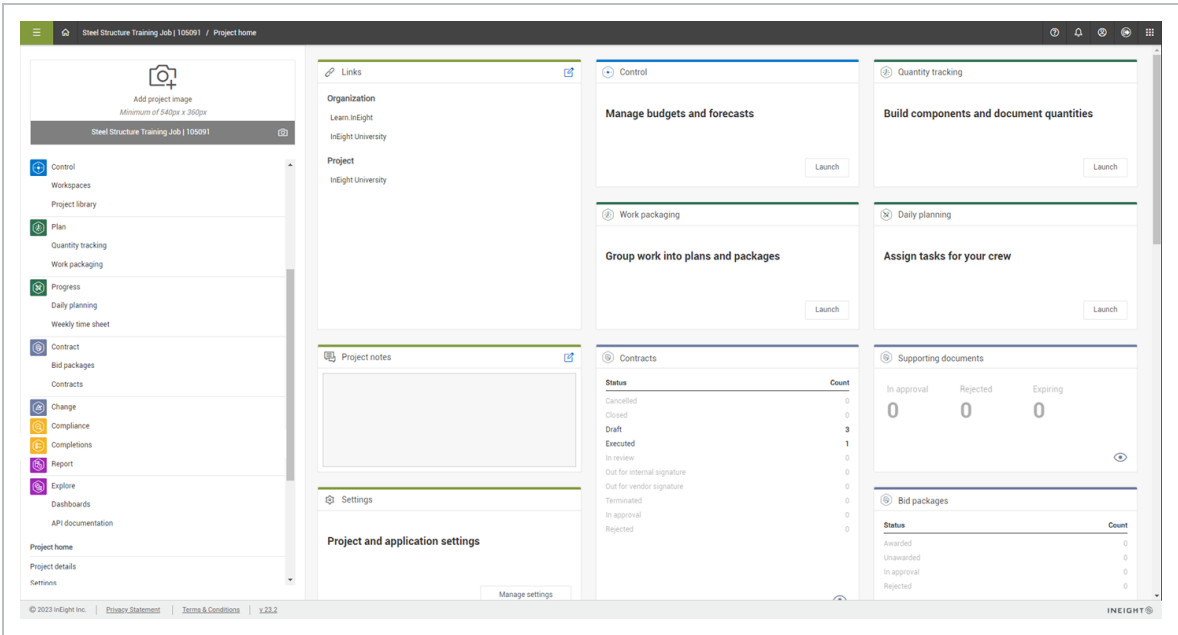 Steel Structure Training Job | 105091 / Project home
Add project image
Minimum of 540px x 360px
Steel Structure Training Job | 105091
Control
Workspaces
Project library
Plan
Quantity tracking
Work packaging
Progress
Daily planning
Weekly time sheet
Contract
Bid packages
Contracts
Change
Compliance
Completions
Report
Explore
Dashboards
API documentation
Project home
Project details
Settings
Links
Organization
Learn InEight
InEight University
Project
InEight University
Control
Manage budgets and forecasts
Launch
Quantity tracking
Build components and document quantities
Launch
Work packaging
Group work into plans and packages
Launch
Daily planning
Assign tasks for your crew
Launch
Project notes
Settings
Project and application settings
Manage settings
Contracts
Status Count
Cancelled 0
Closed 0
Draft 3
Executed 1
In review 0
Out for internal signature 0
Out for vendor signature 0
Terminated 0
In approval 0
Rejected 0
Supporting documents
In approval Rejected Expiring
0 0 0
Bid packages
Status Count
Awarded 0
Unawarded 0
In approval 0
Rejected 0
© 2023 InEight Inc. | Privacy Statement | Terms & Conditions | v 23.2
INEIGHT